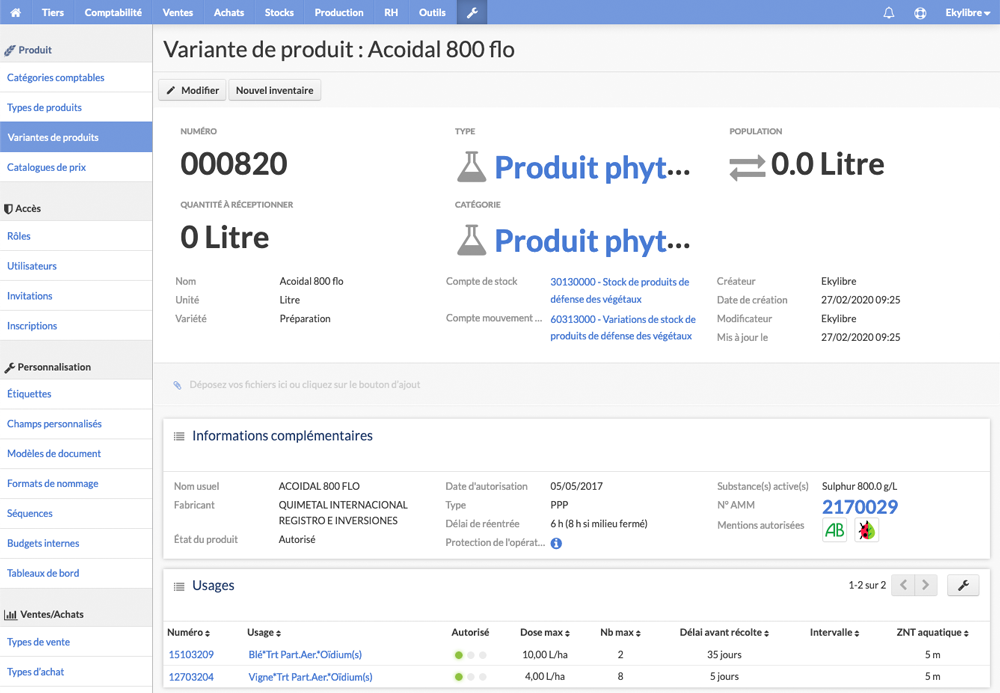 Tiers Comptabilité Ventes Achats Stocks Production RH Outils Ekylibre
Produit
Catégories comptables
Types de produits
Variantes de produits
Catalogues de prix
Accès
Rôles
Utilisateurs
Invitations
Inscriptions
Personnalisation
Étiquettes
Champs personnalisés
Modèles de document
Formats de nommage
Séquences
Budgets internes
Tableaux de bord
Ventes/Achats
Types de vente
Types d'achat
Variante de produit : Acoidal 800 flo
Modifier Nouvel inventaire
NUMÉRO TYPE POPULATION
000820 Produit phyt... 0.0 Litre
QUANTITÉ À RÉCEPTIONNER CATÉGORIE
0 Litre Produit phyt...
Nom Acoidal 800 flo
Unité Litre
Variété Préparation
Compte de stock 30130000 - Stock de produits de
défense des végétaux
Compte mouvement ... 60313000 - Variations de stock de
produits de défense des végétaux
Créateur Ekylibre
Date de création 27/02/2020 09:25
Modificateur Ekylibre
Mis à jour le 27/02/2020 09:25
Déposez vos fichiers ici ou cliquez sur le bouton d'ajout
Informations complémentaires
Nom usuel ACOIDAL 800 FLO
Fabricant QUIMETAL INTERNACIONAL
REGISTRO E INVERSIONES
État du produit Autorisé
Date d'autorisation 05/05/2017
Type PPP
Délai de réentrée 6 h (8 h si milieu fermé)
Protection de l'opérat...
Substance(s) active(s) Sulphur 800.0 g/L
N° AMM 2170029
Mentions autorisées AB
Usages 1-2 sur 2
Numéro Usage Autorisé Dose max Nb max Délai avant récolte Intervalle ZNT aquatique
15103209 Blé*Trt Part.Aer.*Oïdium(s) 10,00 L/ha 2 35 jours 5 m
12703204 Vigne*Trt Part.Aer.*Oïdium(s) 4,00 L/ha 8 5 jours 5 m